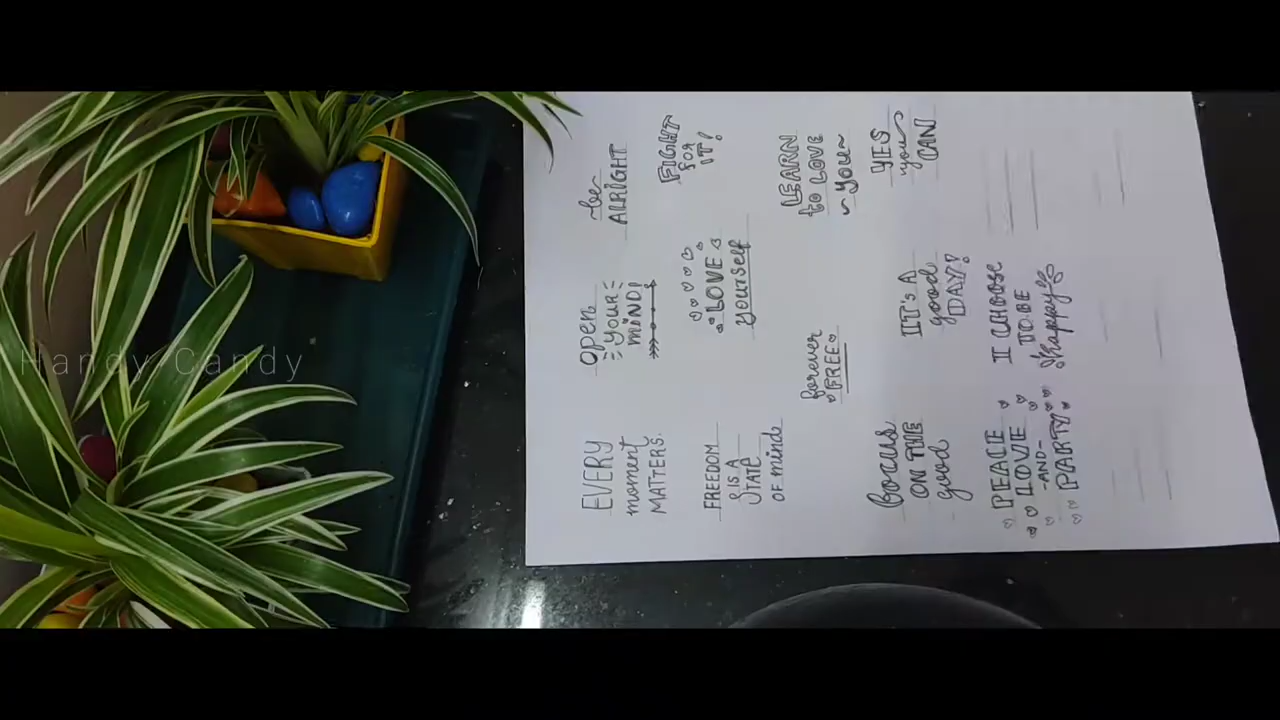 Handy Candy
EVERY
moment
MATTERS.
open
YOUR
MIND!
be
ALRIGHT
FREEDOM
IS A
STATE
OF mind
LOVE
yourself
FIGHT
FOR
IT!
forever
FREE
LEARN
to LOVE
You
focus
ON THE
good
IT'S A
good
DAY!
YES
you
CAN
PEACE
LOVE
-AND-
PARTY
I CHOOSE
TO BE
happy